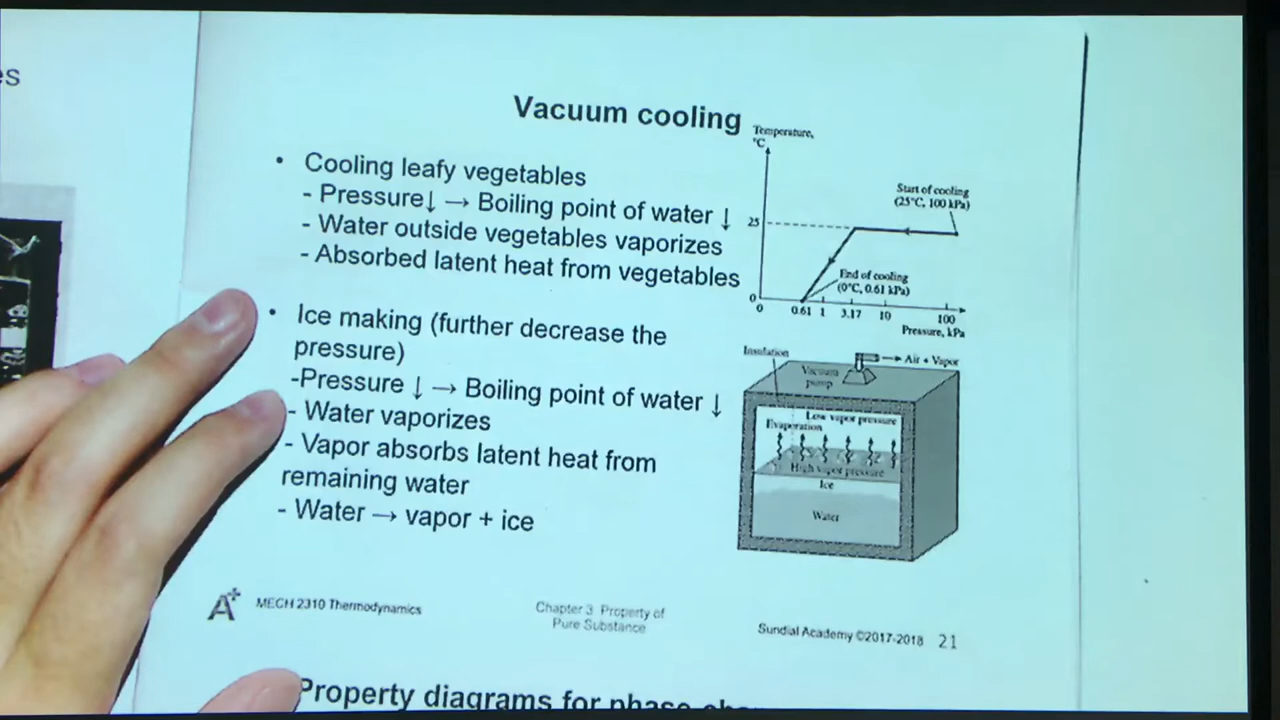 es
Vacuum cooling
• Cooling leafy vegetables
- Pressure↓ → Boiling point of water ↓
- Water outside vegetables vaporizes
- Absorbed latent heat from vegetables
• Ice making (further decrease the
pressure)
-Pressure ↓ → Boiling point of water ↓
- Water vaporizes
- Vapor absorbs latent heat from
remaining water
- Water → vapor + ice
Temperature,
°C
Start of cooling
(25°C, 100 kPa)
25
End of cooling
(0°C, 0.61 kPa)
0
0 0.61 1 3.17 10 100
Pressure, kPa
Insulation
Air + Vapor
Vacuum
pump
Low vapor pressure
Evaporation
High vapor pressure
Ice
Water
A+ MECH 2310 Thermodynamics
Chapter 3 Property of
Pure Substance
Sundial Academy ©2017-2018 21
Property diagrams for phase